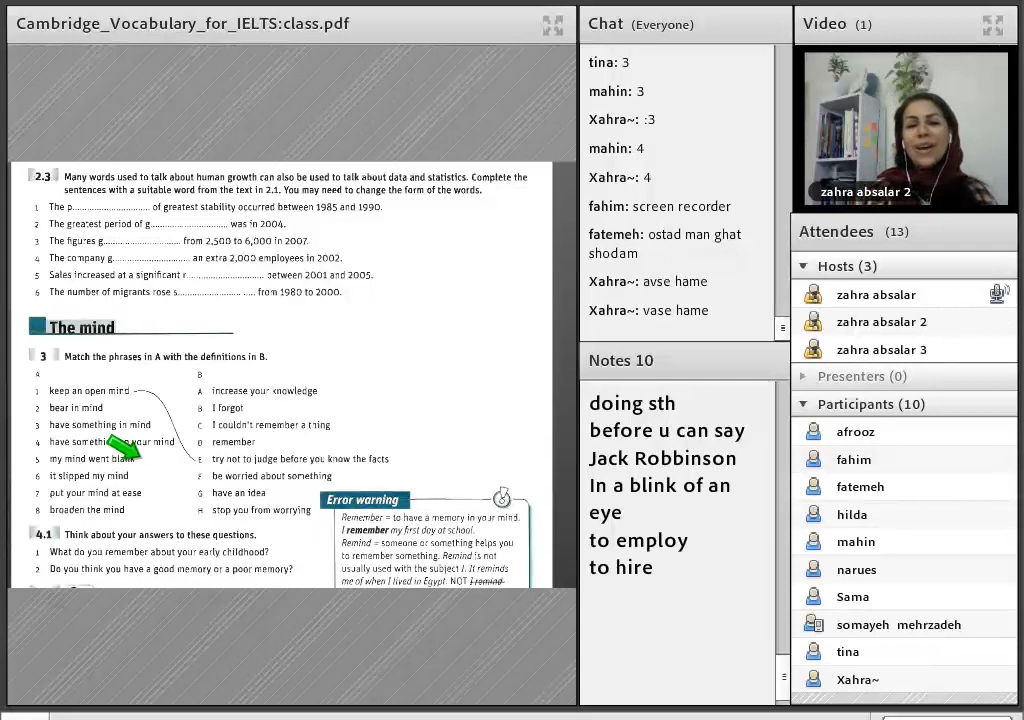 Cambridge_Vocabulary_for_IELTS:class.pdf
2.3 Many words used to talk about human growth can also be used to talk about data and statistics. Complete the
sentences with a suitable word from the text in 2.1. You may need to change the form of the words.
1 The p............................ of greatest stability occurred between 1985 and 1990.
2 The greatest period of g............................ was in 2004.
3 The figures g............................ from 2,500 to 6,000 in 2007.
4 The company g............................ an extra 2,000 employees in 2002.
5 Sales increased at a significant r............................ between 2001 and 2005.
6 The number of migrants rose s............................ from 1980 to 2000.
The mind
3 Match the phrases in A with the definitions in B.
A B
1 keep an open mind A increase your knowledge
2 bear in mind B I forgot
3 have something in mind C I couldn't remember a thing
4 have something on your mind D remember
5 my mind went blank E try not to judge before you know the facts
6 it slipped my mind F be worried about something
7 put your mind at ease G have an idea
8 broaden the mind H stop you from worrying
Error warning
Remember = to have a memory in your mind.
I remember my first day at school.
Remind = someone or something helps you
to remember something. Remind is not
usually used with the subject I. It reminds
me of when I lived in Egypt. NOT I remind
4.1 Think about your answers to these questions.
1 What do you remember about your early childhood?
2 Do you think you have a good memory or a poor memory?
Chat (Everyone)
tina: 3
mahin: 3
Xahra~: :3
mahin: 4
Xahra~: 4
fahim: screen recorder
fatemeh: ostad man ghat
shodam
Xahra~: avse hame
Xahra~: vase hame
Notes 10
doing sth
before u can say
Jack Robbinson
In a blink of an
eye
to employ
to hire
Video (1)
zahra absalar 2
Attendees (13)
Hosts (3)
zahra absalar
zahra absalar 2
zahra absalar 3
Presenters (0)
Participants (10)
afrooz
fahim
fatemeh
hilda
mahin
narues
Sama
somayeh mehrzadeh
tina
Xahra~